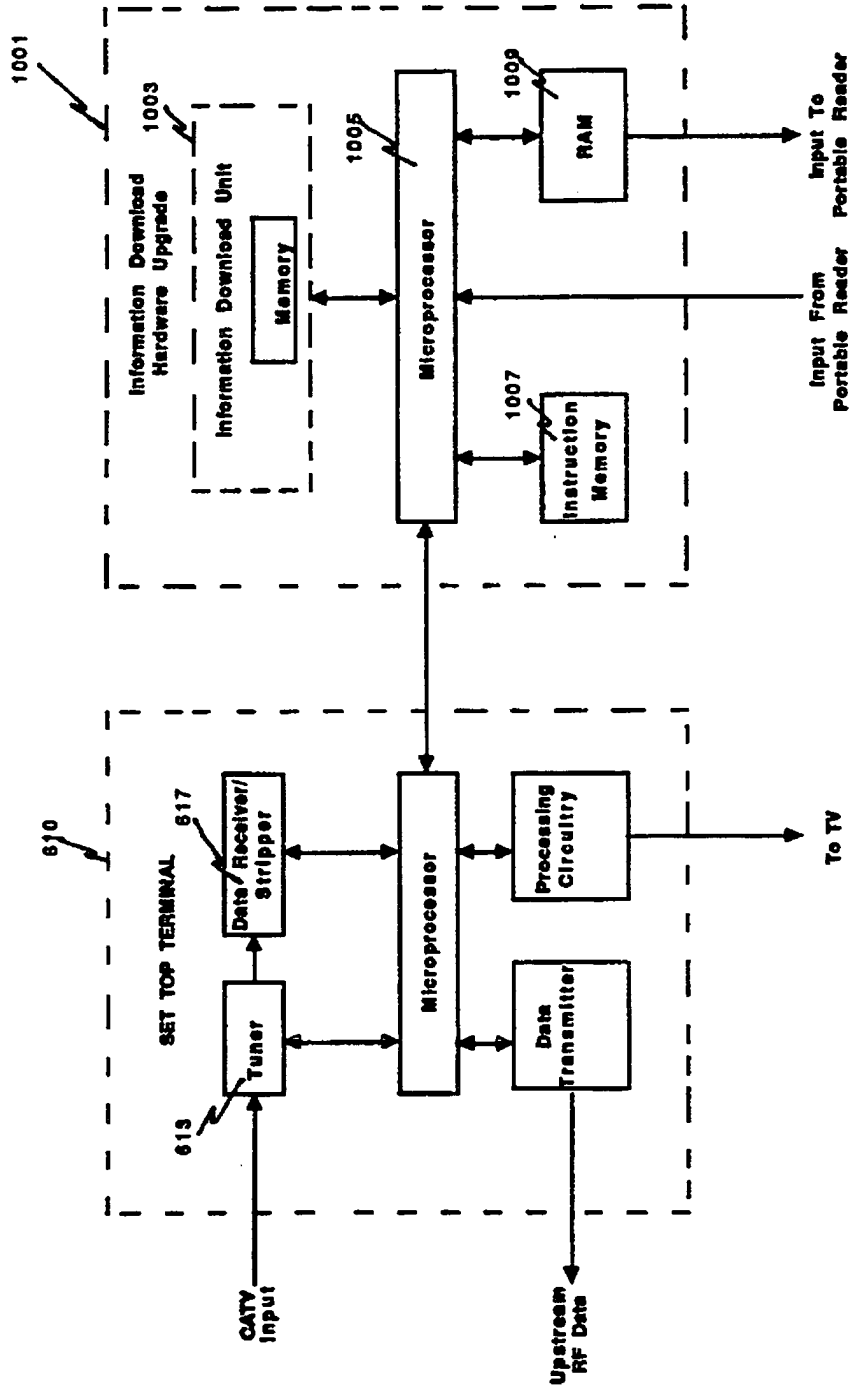 610
1001
SET TOP TERMINAL
Information Download
Hardware Upgrade
1003
Information Download Unit
613
617
Tuner
Data Receiver/
Stripper
Memory
CATV
Input
1005
Microprocessor
Microprocessor
1007
1009
Data
Transmitter
Processing
Circuitry
Instruction
Memory
RAM
Upstream
RF Data
To TV
Input From
Portable Reader
Input To
Portable Reader